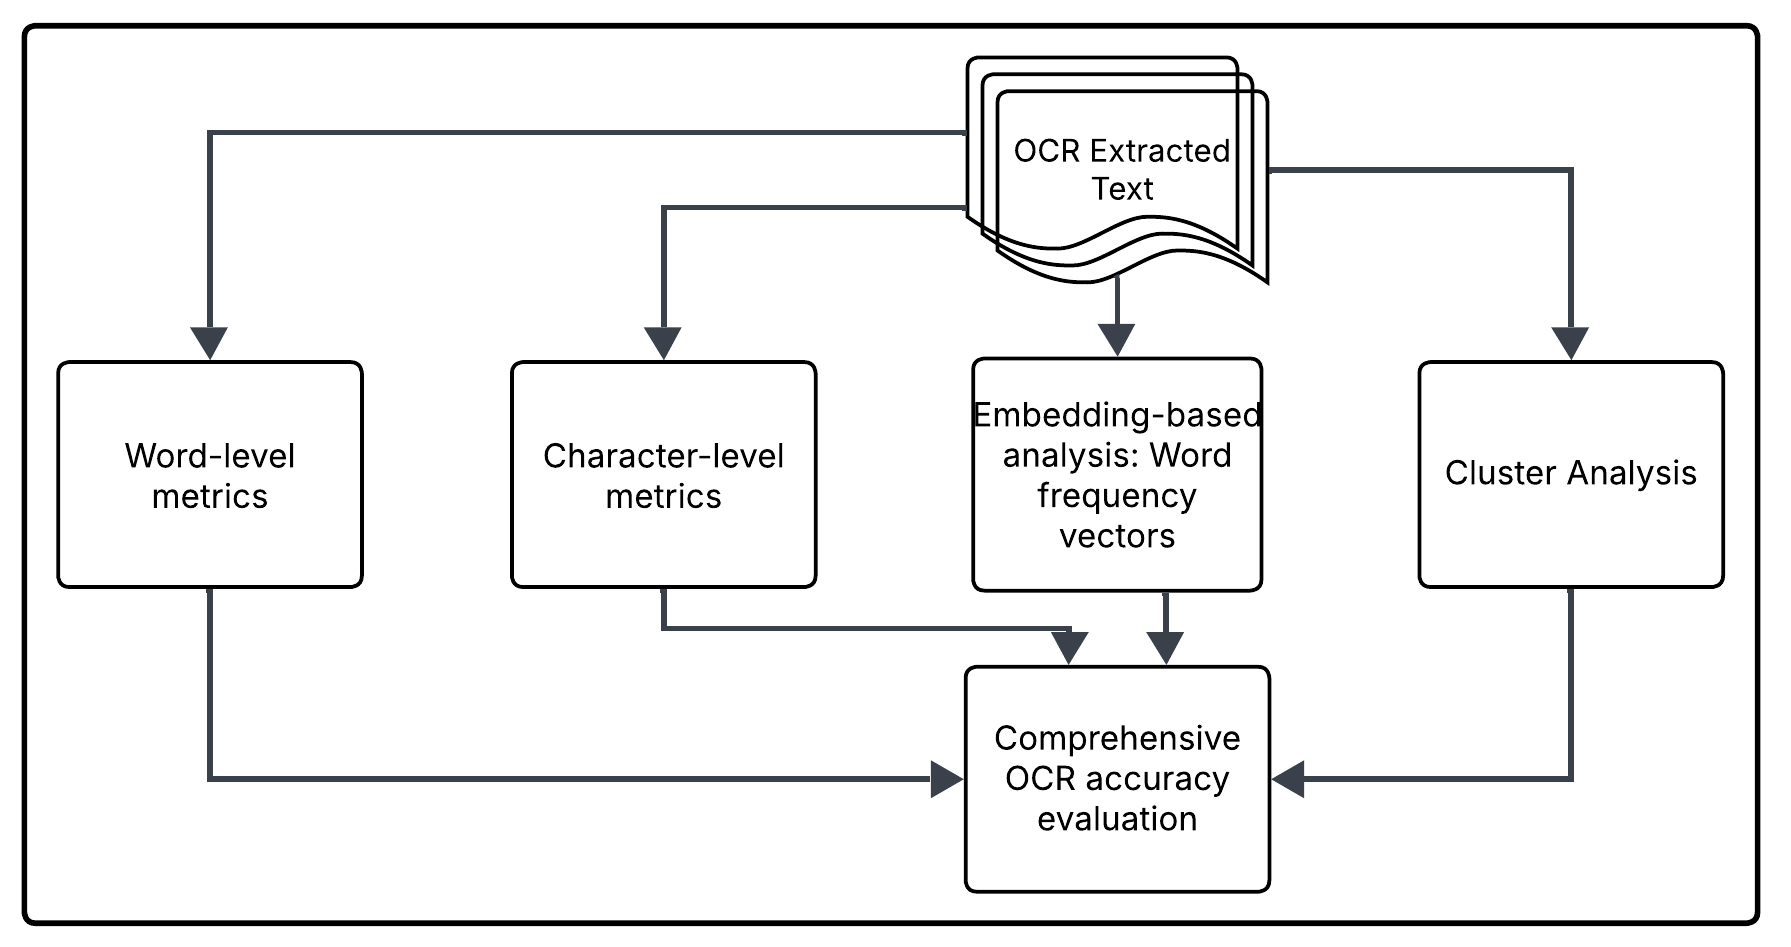 OCR Extracted
Text
Word-level
metrics
Character-level
metrics
Embedding-based
analysis: Word
frequency
vectors
Cluster Analysis
Comprehensive
OCR accuracy
evaluation